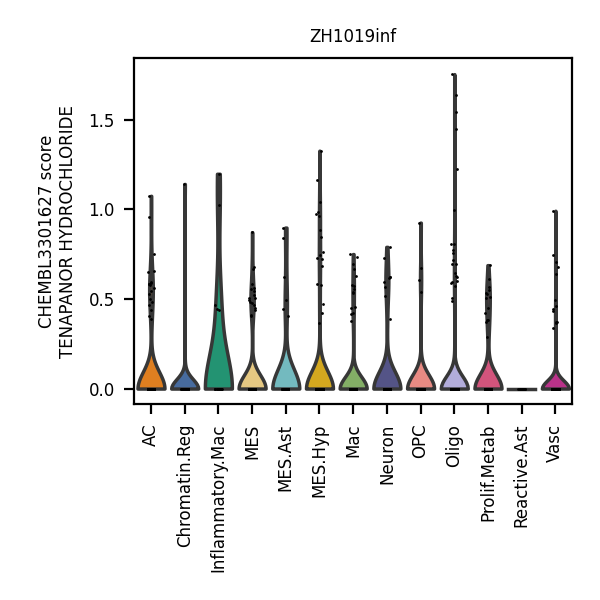 ZH1019inf
CHEMBL3301627 score
TENAPANOR HYDROCHLORIDE
1.5
1.0
0.5
0.0
AC
Chromatin.Reg
Inflammatory.Mac
MES
MES.Ast
MES.Hyp
Mac
Neuron
OPC
Oligo
Prolif.Metab
Reactive.Ast
Vasc